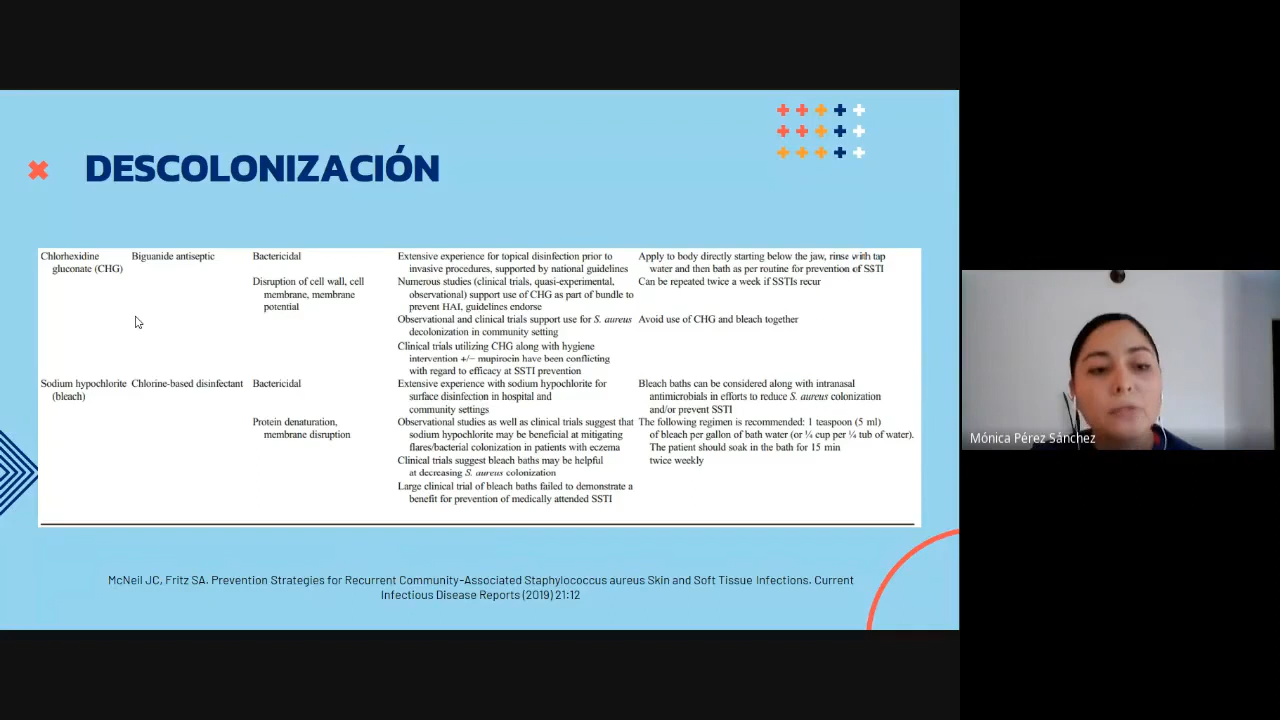 DESCOLONIZACIÓN
Chlorhexidine gluconate (CHG)
Biguanide antiseptic
Bactericidal
Disruption of cell wall, cell
membrane, membrane
potential
Extensive experience for topical disinfection prior to
invasive procedures, supported by national guidelines
Numerous studies (clinical trials, quasi-experimental,
observational) support use of CHG as part of bundle to
prevent HAI, guidelines endorse
Observational and clinical trials support use for S. aureus
decolonization in community setting
Clinical trials utilizing CHG along with hygiene
intervention +/− mupirocin have been conflicting
with regard to efficacy at SSTI prevention
Apply to body directly starting below the jaw, rinse with tap
water and then bath as per routine for prevention of SSTI
Can be repeated twice a week if SSTIs recur
Avoid use of CHG and bleach together
Sodium hypochlorite
(bleach)
Chlorine-based disinfectant
Bactericidal
Protein denaturation,
membrane disruption
Extensive experience with sodium hypochlorite for
surface disinfection in hospital and
community settings
Observational studies as well as clinical trials suggest that
sodium hypochlorite may be beneficial at mitigating
flares/bacterial colonization in patients with eczema
Clinical trials suggest bleach baths may be helpful
at decreasing S. aureus colonization
Large clinical trial of bleach baths failed to demonstrate a
benefit for prevention of medically attended SSTI
Bleach baths can be considered along with intranasal
antimicrobials in efforts to reduce S. aureus colonization
and/or prevent SSTI
The following regimen is recommended: 1 teaspoon (5 ml)
of bleach per gallon of bath water (or ¼ cup per ¼ tub of water).
The patient should soak in the bath for 15 min
twice weekly
McNeil JC, Fritz SA. Prevention Strategies for Recurrent Community-Associated Staphylococcus aureus Skin and Soft Tissue Infections. Current
Infectious Disease Reports (2019) 21:12
Mónica Pérez Sánchez